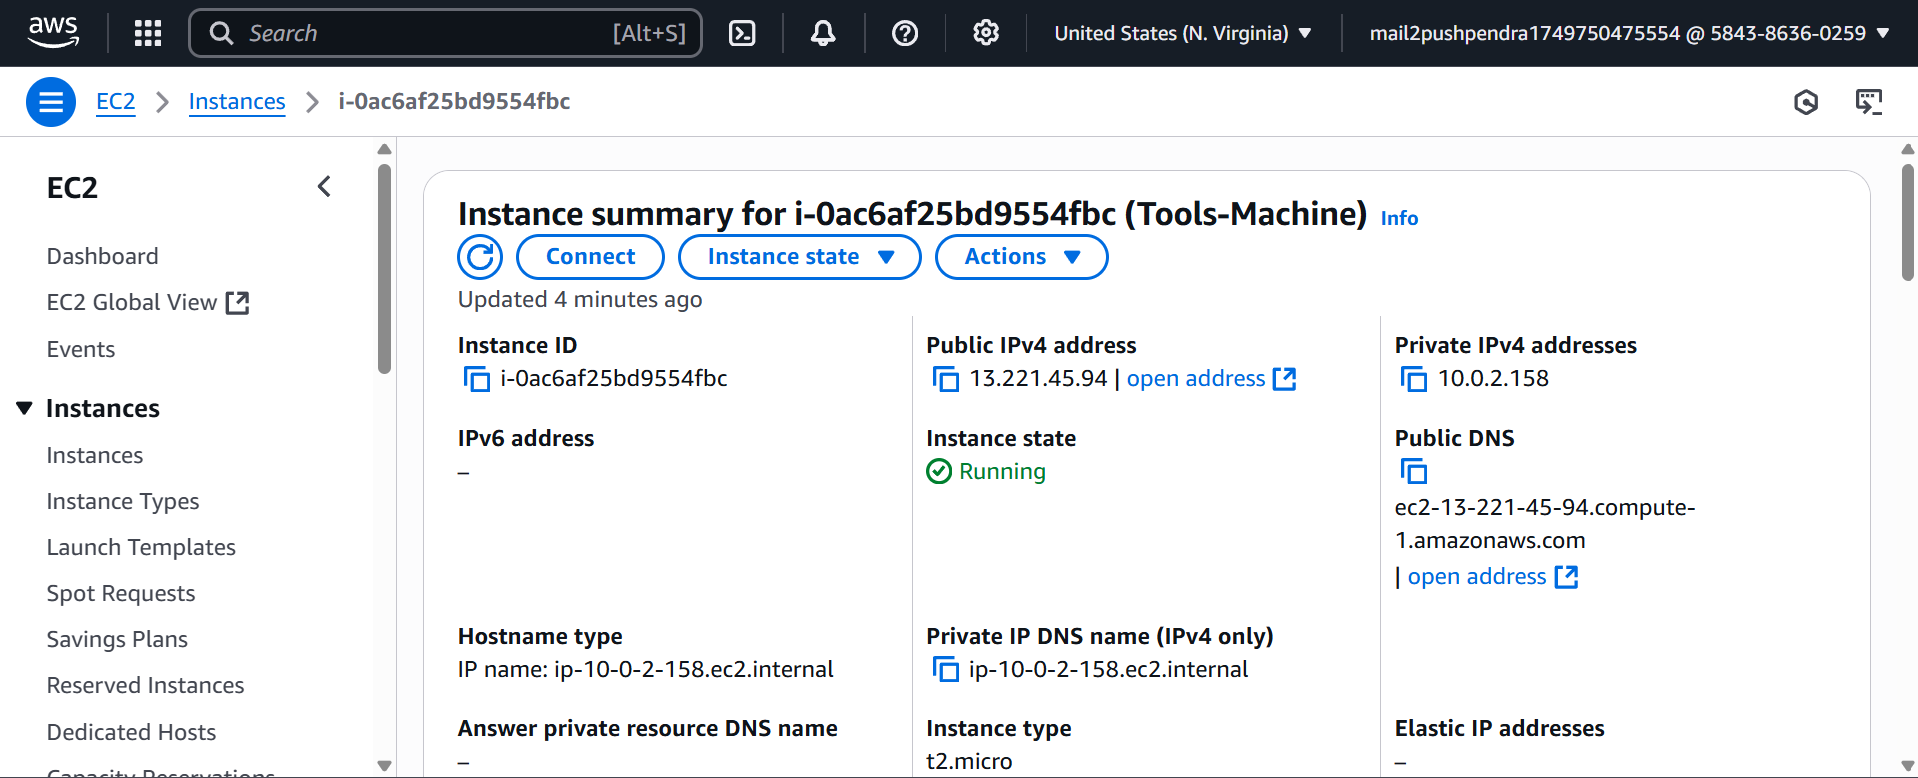 aws
Search [Alt+S]
United States (N. Virginia)
mail2pushpendra1749750475554 @ 5843-8636-0259
EC2 Instances i-0ac6af25bd9554fbc
EC2
Dashboard
EC2 Global View
Events
Instances
Instances
Instance Types
Launch Templates
Spot Requests
Savings Plans
Reserved Instances
Dedicated Hosts
Capacity Reservations
Instance summary for i-0ac6af25bd9554fbc (Tools-Machine) Info
Connect Instance state Actions
Updated 4 minutes ago
Instance ID
i-0ac6af25bd9554fbc
Public IPv4 address
13.221.45.94 | open address
Private IPv4 addresses
10.0.2.158
IPv6 address
–
Instance state
Running
Public DNS
ec2-13-221-45-94.compute-
1.amazonaws.com
| open address
Hostname type
IP name: ip-10-0-2-158.ec2.internal
Private IP DNS name (IPv4 only)
ip-10-0-2-158.ec2.internal
Answer private resource DNS name
–
Instance type
t2.micro
Elastic IP addresses
–